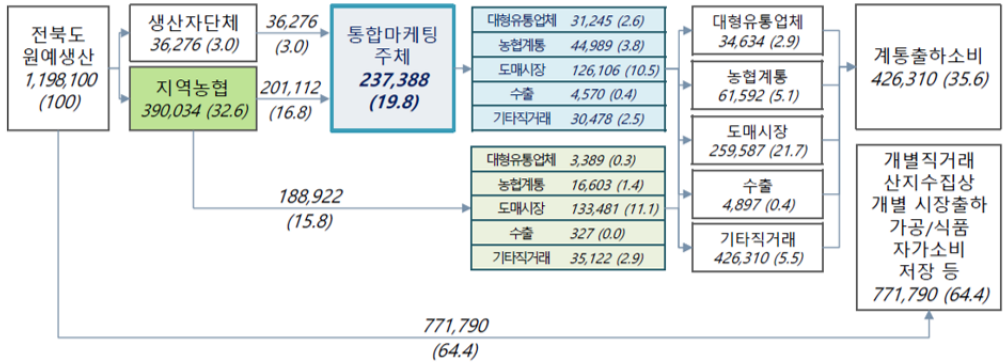 전북도
원예생산
1,198,100
(100)
생산자단체
36,276 (3.0)
지역농협
390,034 (32.6)
36,276
(3.0)
201,112
(16.8)
통합마케팅
주체
237,388
(19.8)
대형유통업체 31,245 (2.6)
농협계통 44,989 (3.8)
도매시장 126,106 (10.5)
수출 4,570 (0.4)
기타직거래 30,478 (2.5)
188,922
(15.8)
대형유통업체 3,389 (0.3)
농협계통 16,603 (1.4)
도매시장 133,481 (11.1)
수출 327 (0.0)
기타직거래 35,122 (2.9)
대형유통업체
34,634 (2.9)
농협계통
61,592 (5.1)
도매시장
259,587 (21.7)
수출
4,897 (0.4)
기타직거래
426,310 (5.5)
계통출하소비
426,310 (35.6)
개별직거래
산지수집상
개별 시장출하
가공/식품
자가소비
저장 등
771,790 (64.4)
771,790
(64.4)